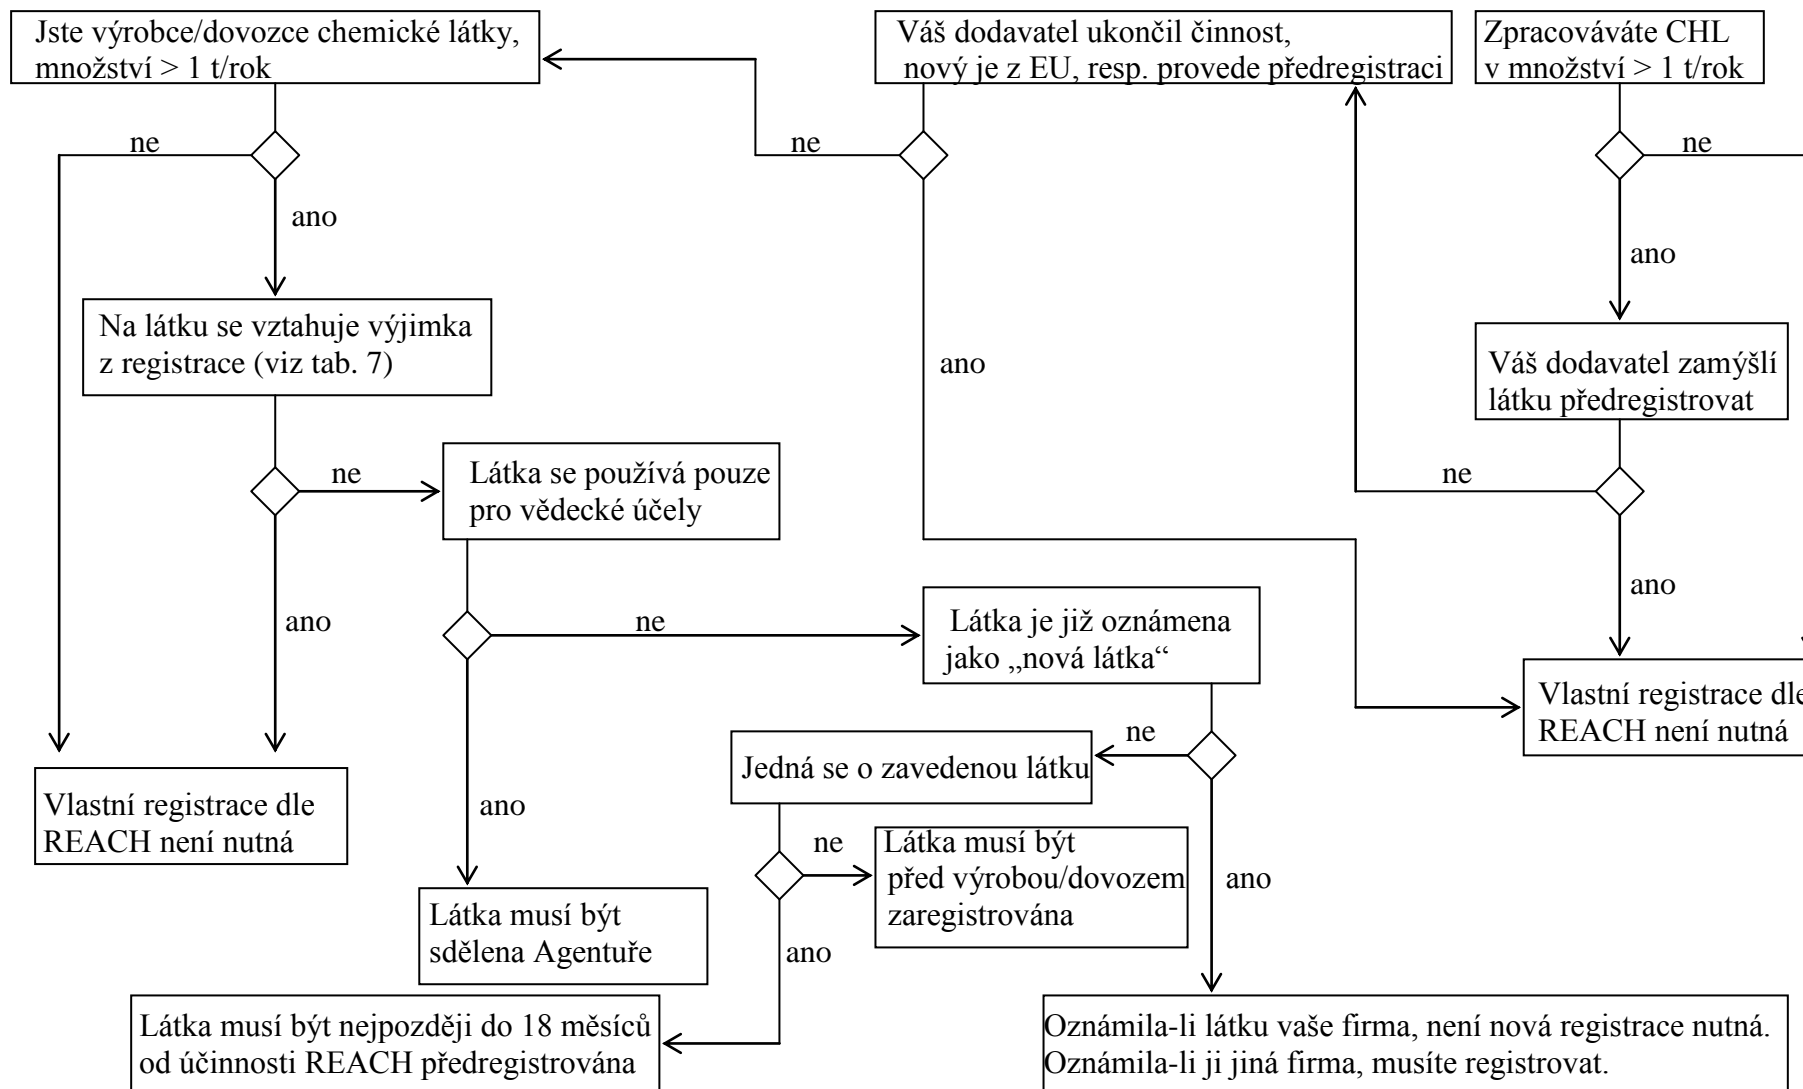 Jste výrobce/dovozce chemické látky,
množství > 1 t/rok
Váš dodavatel ukončil činnost,
nový je z EU, resp. provede předregistraci
Zpracováváte CHL
v množství > 1 t/rok
ne
ne
ne
ano
ano
ano
Na látku se vztahuje výjimka
z registrace (viz tab. 7)
Váš dodavatel zamýšlí
látku předregistrovat
ne
Látka se používá pouze
pro vědecké účely
ne
ano
ne
Látka je již oznámena
jako „nová látka“
ano
Vlastní registrace dle
REACH není nutná
ne
Jedná se o zavedenou látku
Vlastní registrace dle
REACH není nutná
ano
ne
Látka musí být
před výrobou/dovozem
zaregistrována
ano
Látka musí být
sdělena Agentuře
ano
Látka musí být nejpozději do 18 měsíců
od účinnosti REACH předregistrována
Oznámila-li látku vaše firma, není nová registrace nutná.
Oznámila-li ji jiná firma, musíte registrovat.